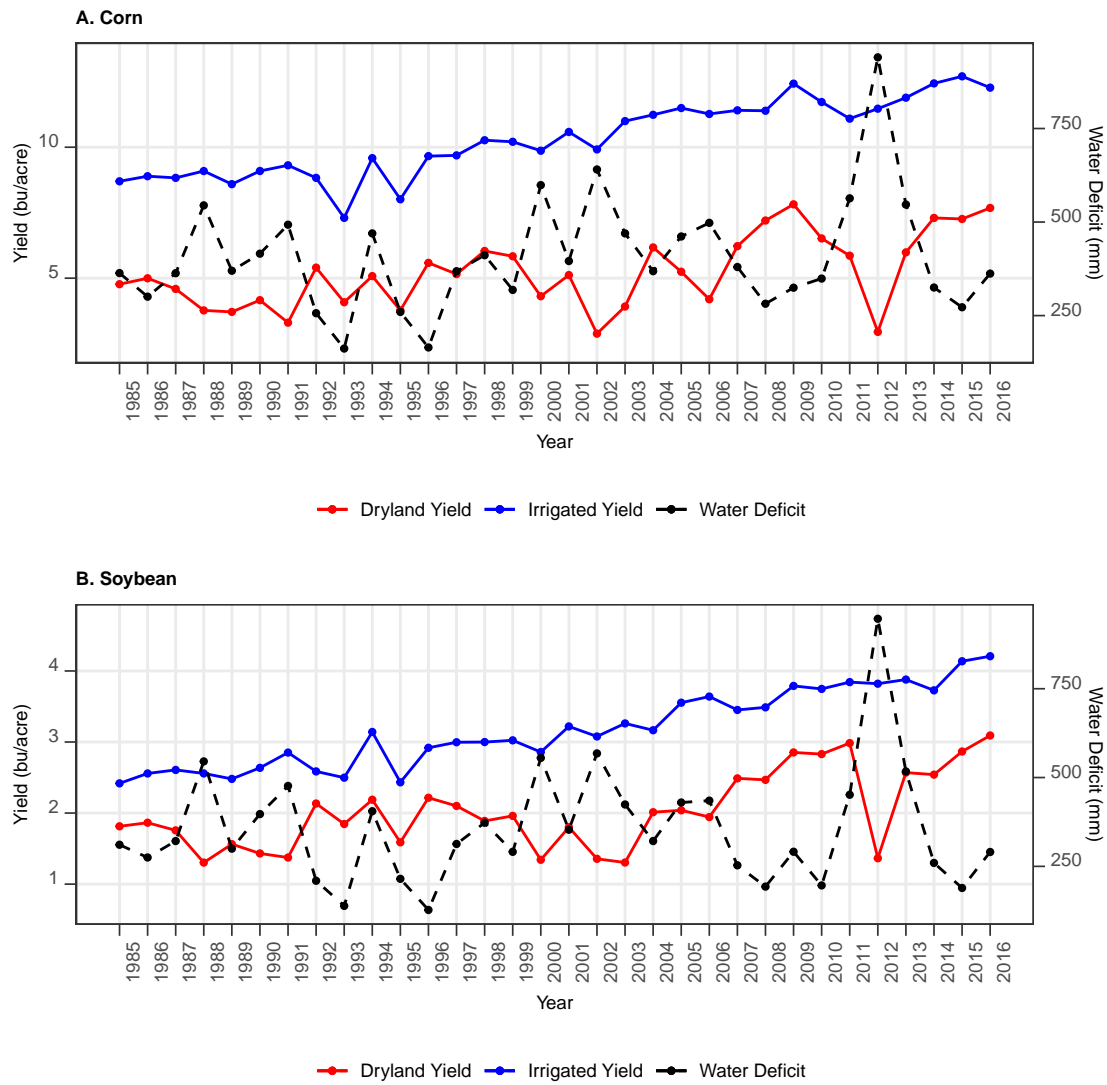 A. Corn
10
5
Yield (bu/acre)
750
500
250
Water Deficit (mm)
1985 1986 1987 1988 1989 1990 1991 1992 1993 1994 1995 1996 1997 1998 1999 2000 2001 2002 2003 2004 2005 2006 2007 2008 2009 2010 2011 2012 2013 2014 2015 2016
Year
Dryland Yield Irrigated Yield Water Deficit
B. Soybean
4
3
2
1
Yield (bu/acre)
750
500
250
Water Deficit (mm)
1985 1986 1987 1988 1989 1990 1991 1992 1993 1994 1995 1996 1997 1998 1999 2000 2001 2002 2003 2004 2005 2006 2007 2008 2009 2010 2011 2012 2013 2014 2015 2016
Year
Dryland Yield Irrigated Yield Water Deficit